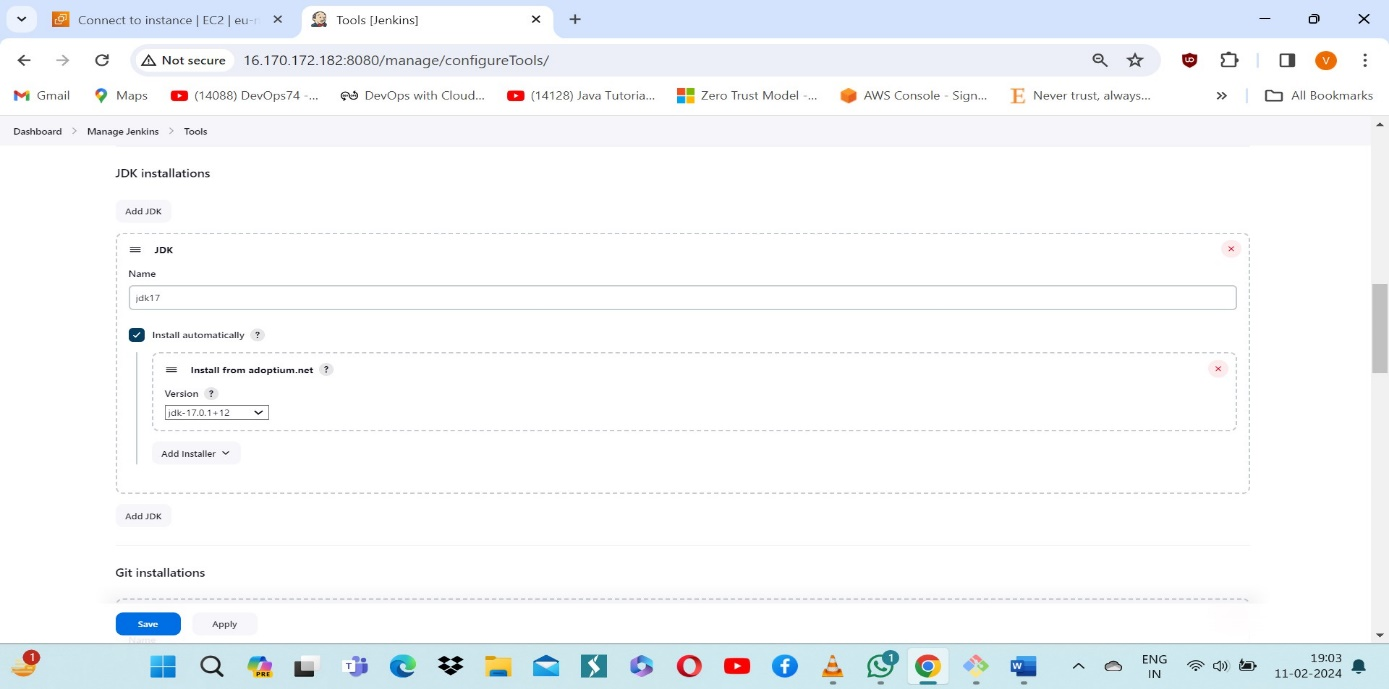 Connect to instance | EC2 | eu-n
Tools [Jenkins]
Not secure
16.170.172.182:8080/manage/configureTools/
V
Gmail
Maps
(14088) DevOps74 -...
DevOps with Cloud...
(14128) Java Tutoria...
Zero Trust Model -...
AWS Console - Sign...
Never trust, always...
»
All Bookmarks
Dashboard > Manage Jenkins > Tools
JDK installations
Add JDK
JDK
Name
jdk17
Install automatically ?
Install from adoptium.net ?
Version ?
jdk-17.0.1+12
Add Installer
Add JDK
Git installations
Save
Apply
1
PRE
1
ENG
IN
19:03
11-02-2024